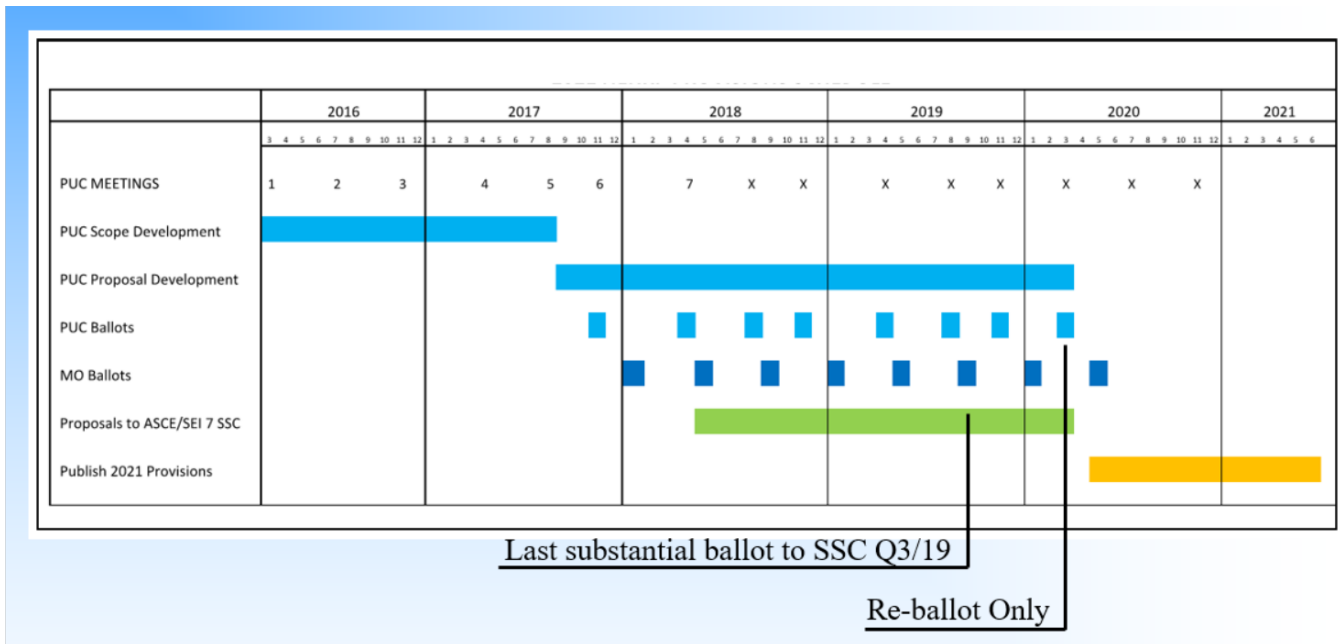 2016 2017 2018 2019 2020 2021
3 4 5 6 7 8 9 10 11 12 1 2 3 4 5 6 7 8 9 10 11 12 1 2 3 4 5 6 7 8 9 10 11 12 1 2 3 4 5 6 7 8 9 10 11 12 1 2 3 4 5 6 7 8 9 10 11 12 1 2 3 4 5 6
PUC MEETINGS 1 2 3 4 5 6 7 X X X X X X X X
PUC Scope Development
PUC Proposal Development
PUC Ballots
MO Ballots
Proposals to ASCE/SEI 7 SSC
Publish 2021 Provisions
Last substantial ballot to SSC Q3/19
Re-ballot Only